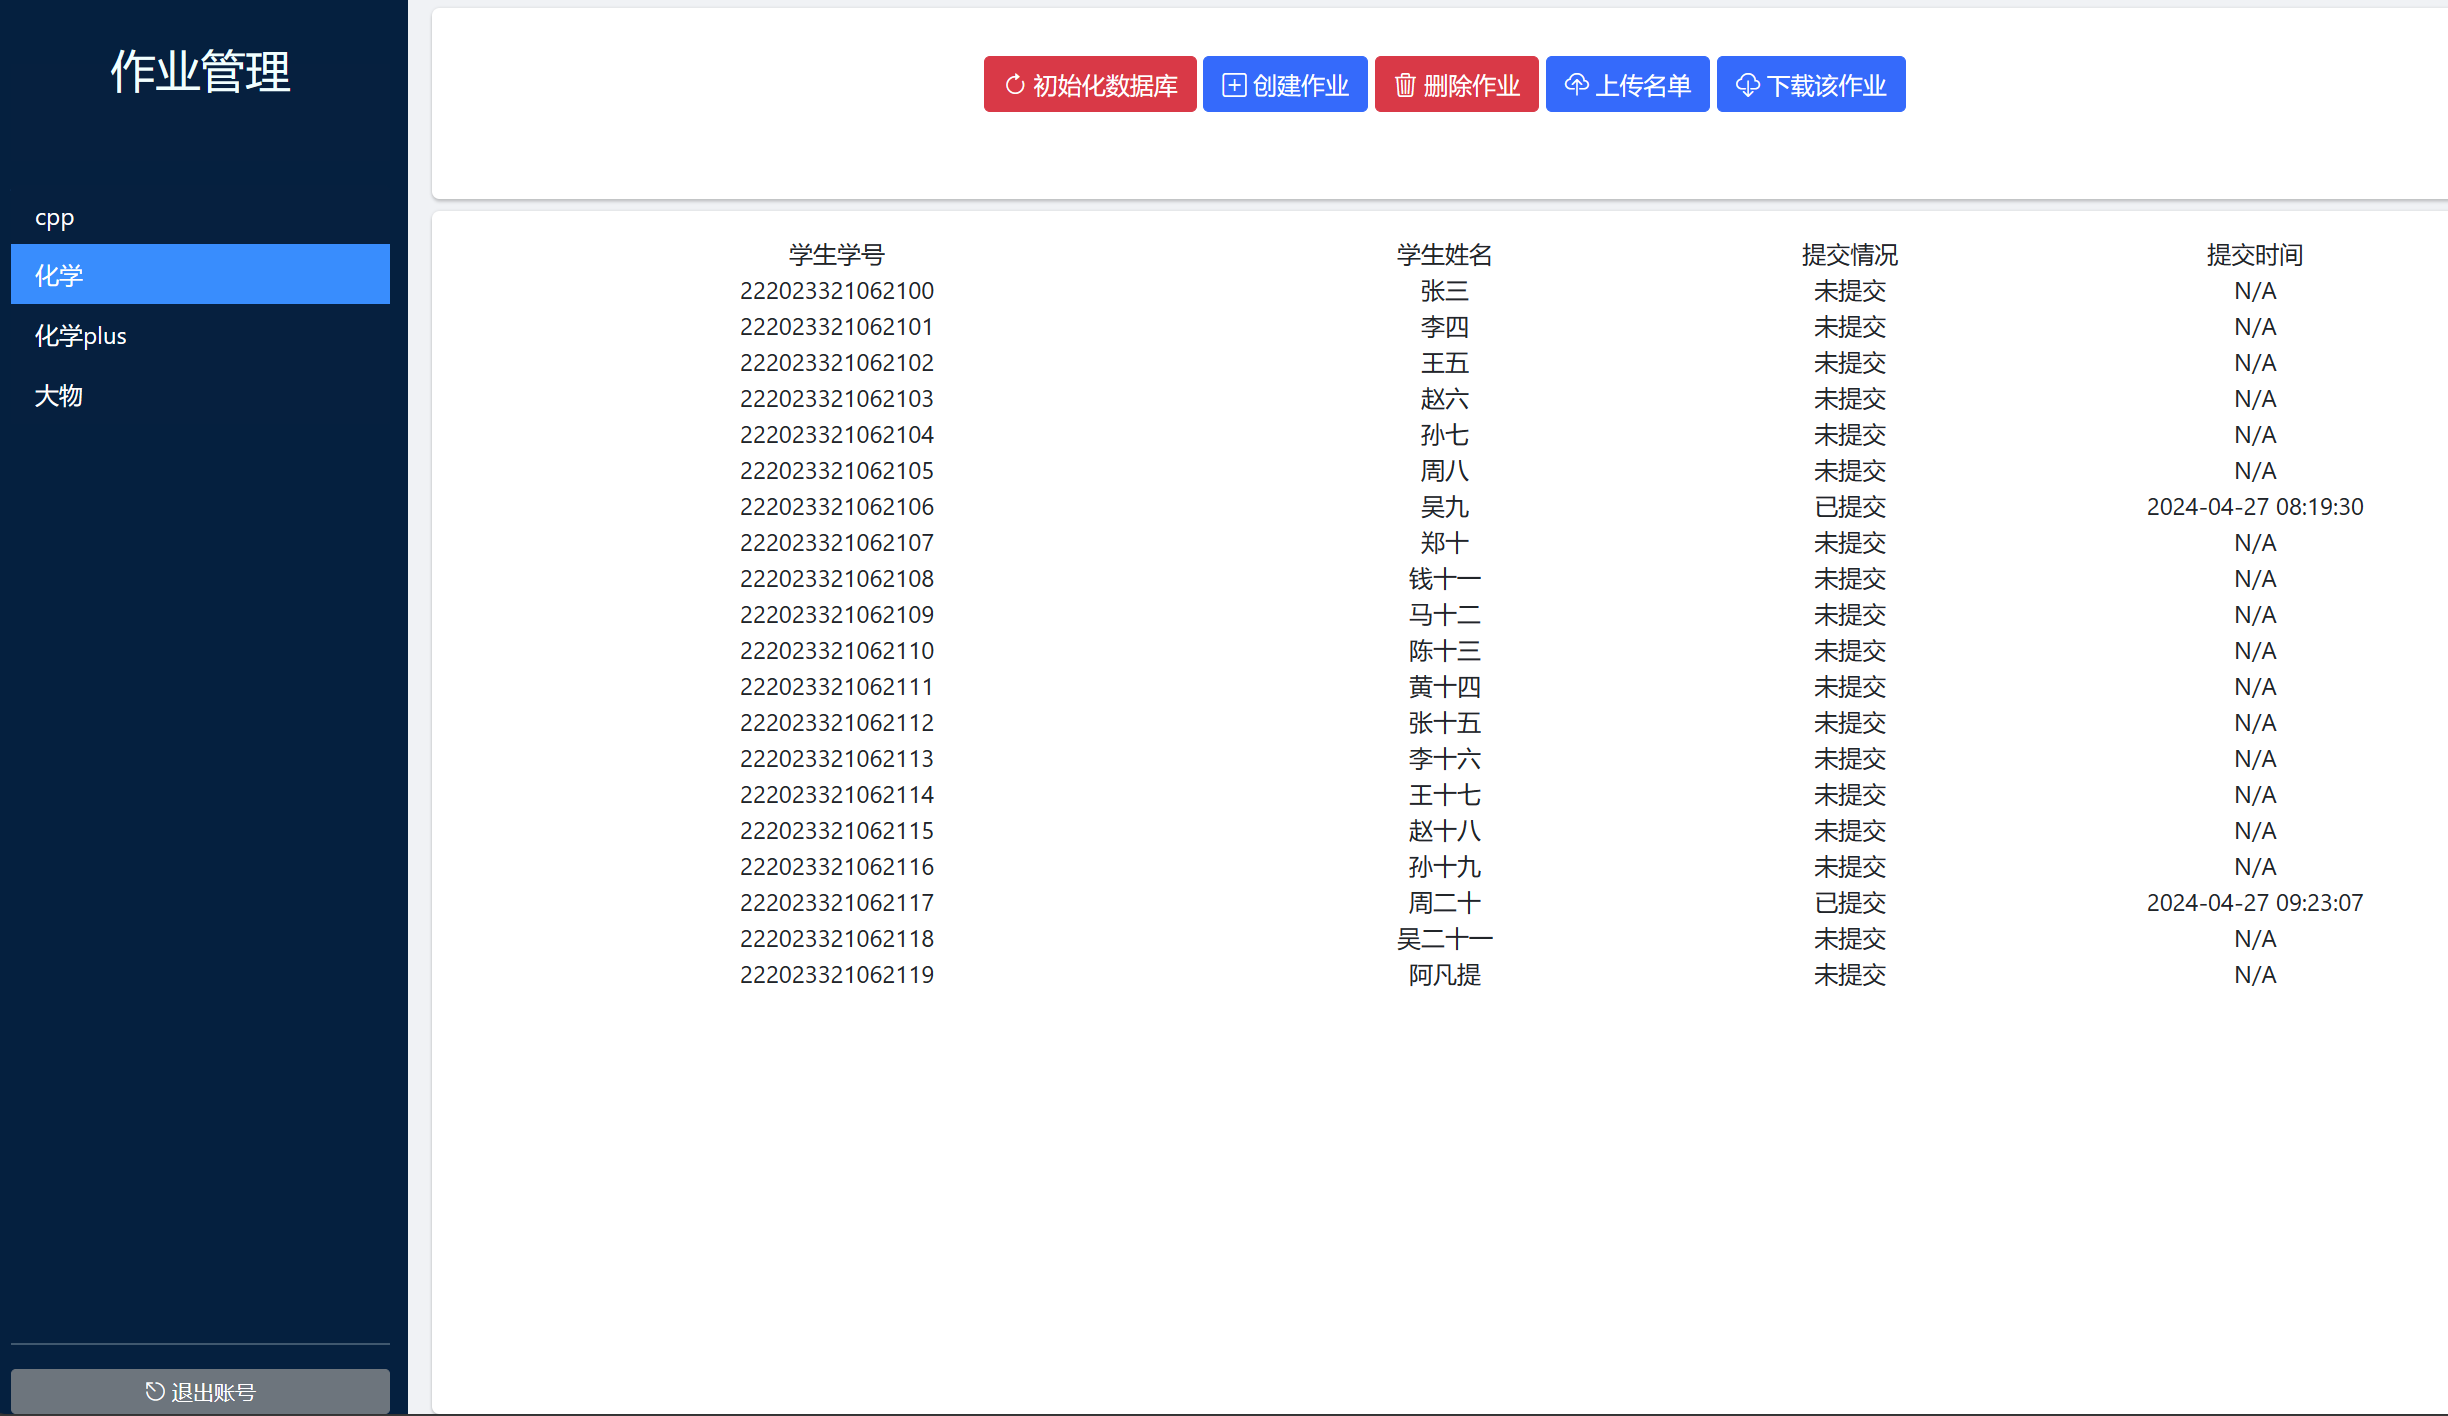 作业管理
cpp
化学
化学plus
大物
退出账号
初始化数据库 创建作业 删除作业 上传名单 下载该作业
学生学号 学生姓名 提交情况 提交时间
222023321062100 张三 未提交 N/A
222023321062101 李四 未提交 N/A
222023321062102 王五 未提交 N/A
222023321062103 赵六 未提交 N/A
222023321062104 孙七 未提交 N/A
222023321062105 周八 未提交 N/A
222023321062106 吴九 已提交 2024-04-27 08:19:30
222023321062107 郑十 未提交 N/A
222023321062108 钱十一 未提交 N/A
222023321062109 马十二 未提交 N/A
222023321062110 陈十三 未提交 N/A
222023321062111 黄十四 未提交 N/A
222023321062112 张十五 未提交 N/A
222023321062113 李十六 未提交 N/A
222023321062114 王十七 未提交 N/A
222023321062115 赵十八 未提交 N/A
222023321062116 孙十九 未提交 N/A
222023321062117 周二十 已提交 2024-04-27 09:23:07
222023321062118 吴二十一 未提交 N/A
222023321062119 阿凡提 未提交 N/A